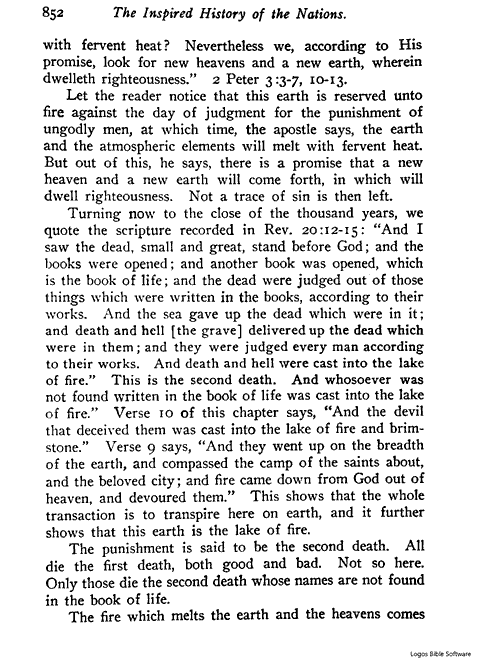 852 The Inspired History of the Nations.
with fervent heat? Nevertheless we, according to His
promise, look for new heavens and a new earth, wherein
dwelleth righteousness." 2 Peter 3:3-7, 10-13.
Let the reader notice that this earth is reserved unto
fire against the day of judgment for the punishment of
ungodly men, at which time, the apostle says, the earth
and the atmospheric elements will melt with fervent heat.
But out of this, he says, there is a promise that a new
heaven and a new earth will come forth, in which will
dwell righteousness. Not a trace of sin is then left.
Turning now to the close of the thousand years, we
quote the scripture recorded in Rev. 20:12-15: "And I
saw the dead, small and great, stand before God; and the
books were opened; and another book was opened, which
is the book of life; and the dead were judged out of those
things which were written in the books, according to their
works. And the sea gave up the dead which were in it;
and death and hell [the grave] delivered up the dead which
were in them; and they were judged every man according
to their works. And death and hell were cast into the lake
of fire." This is the second death. And whosoever was
not found written in the book of life was cast into the lake
of fire." Verse 10 of this chapter says, "And the devil
that deceived them was cast into the lake of fire and brim-
stone." Verse 9 says, "And they went up on the breadth
of the earth, and compassed the camp of the saints about,
and the beloved city; and fire came down from God out of
heaven, and devoured them." This shows that the whole
transaction is to transpire here on earth, and it further
shows that this earth is the lake of fire.
The punishment is said to be the second death. All
die the first death, both good and bad. Not so here.
Only those die the second death whose names are not found
in the book of life.
The fire which melts the earth and the heavens comes
Logos Bible Software